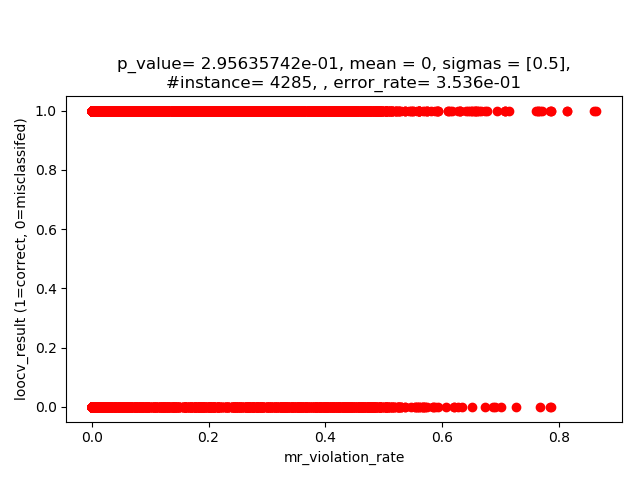 p_value= 2.95635742e-01, mean = 0, sigmas = [0.5],
#instance= 4285, , error_rate= 3.536e-01
loocv_result (1=correct, 0=misclassifed)
1.0
0.8
0.6
0.4
0.2
0.0
0.0 0.2 0.4 0.6 0.8
mr_violation_rate